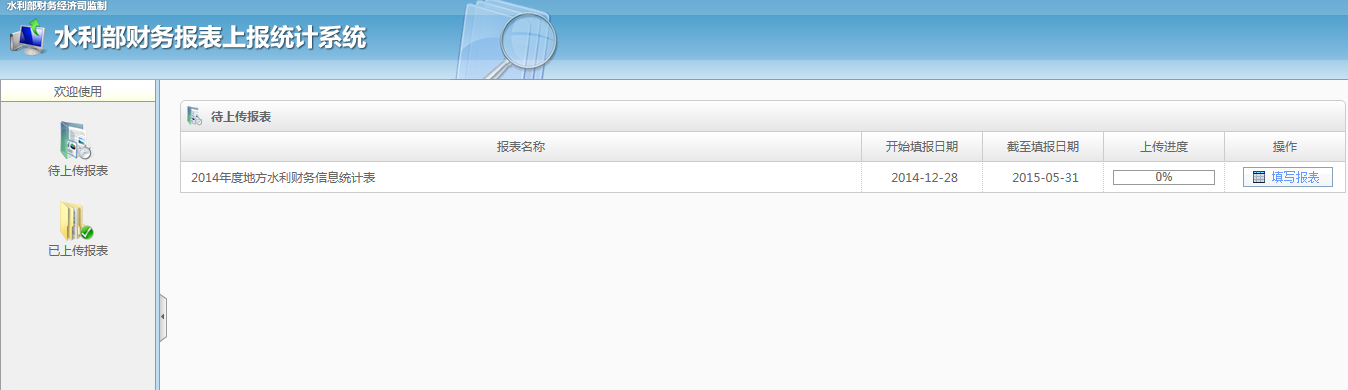 水利部财务经济司监制
水利部财务报表上报统计系统
欢迎使用
待上传报表
已上传报表
待上传报表
报表名称 开始填报日期 截至填报日期 上传进度 操作
2014年度地方水利财务信息统计表 2014-12-28 2015-05-31 0% 填写报表